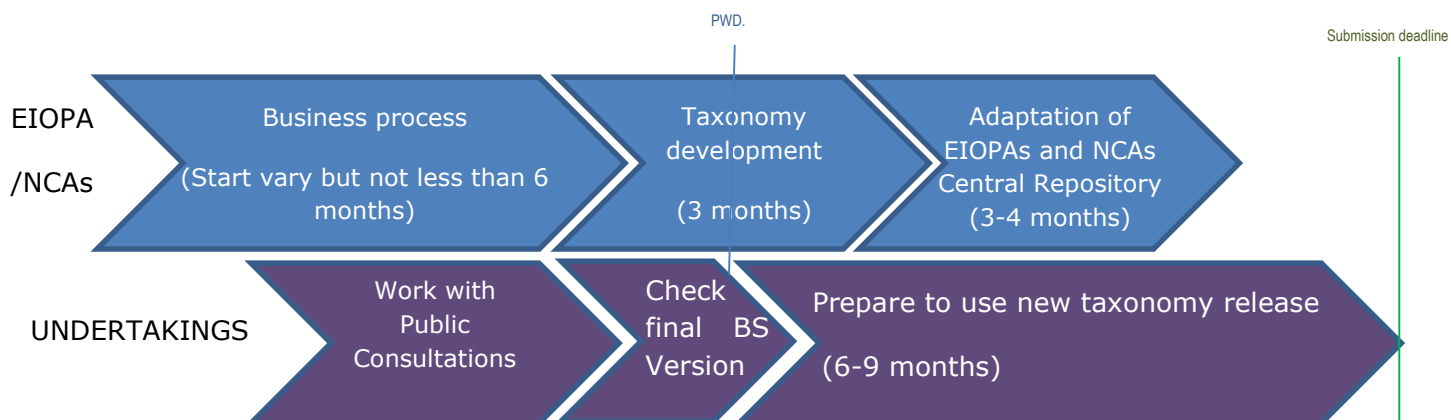 PWD.
Submission deadline
EIOPA
/NCAs
Business process
(Start vary but not less than 6
months)
Taxonomy
development
(3 months)
Adaptation of
EIOPAs and NCAs
Central Repository
(3-4 months)
UNDERTAKINGS
Work with
Public
Consultations
Check
final BS
Version
Prepare to use new taxonomy release
(6-9 months)